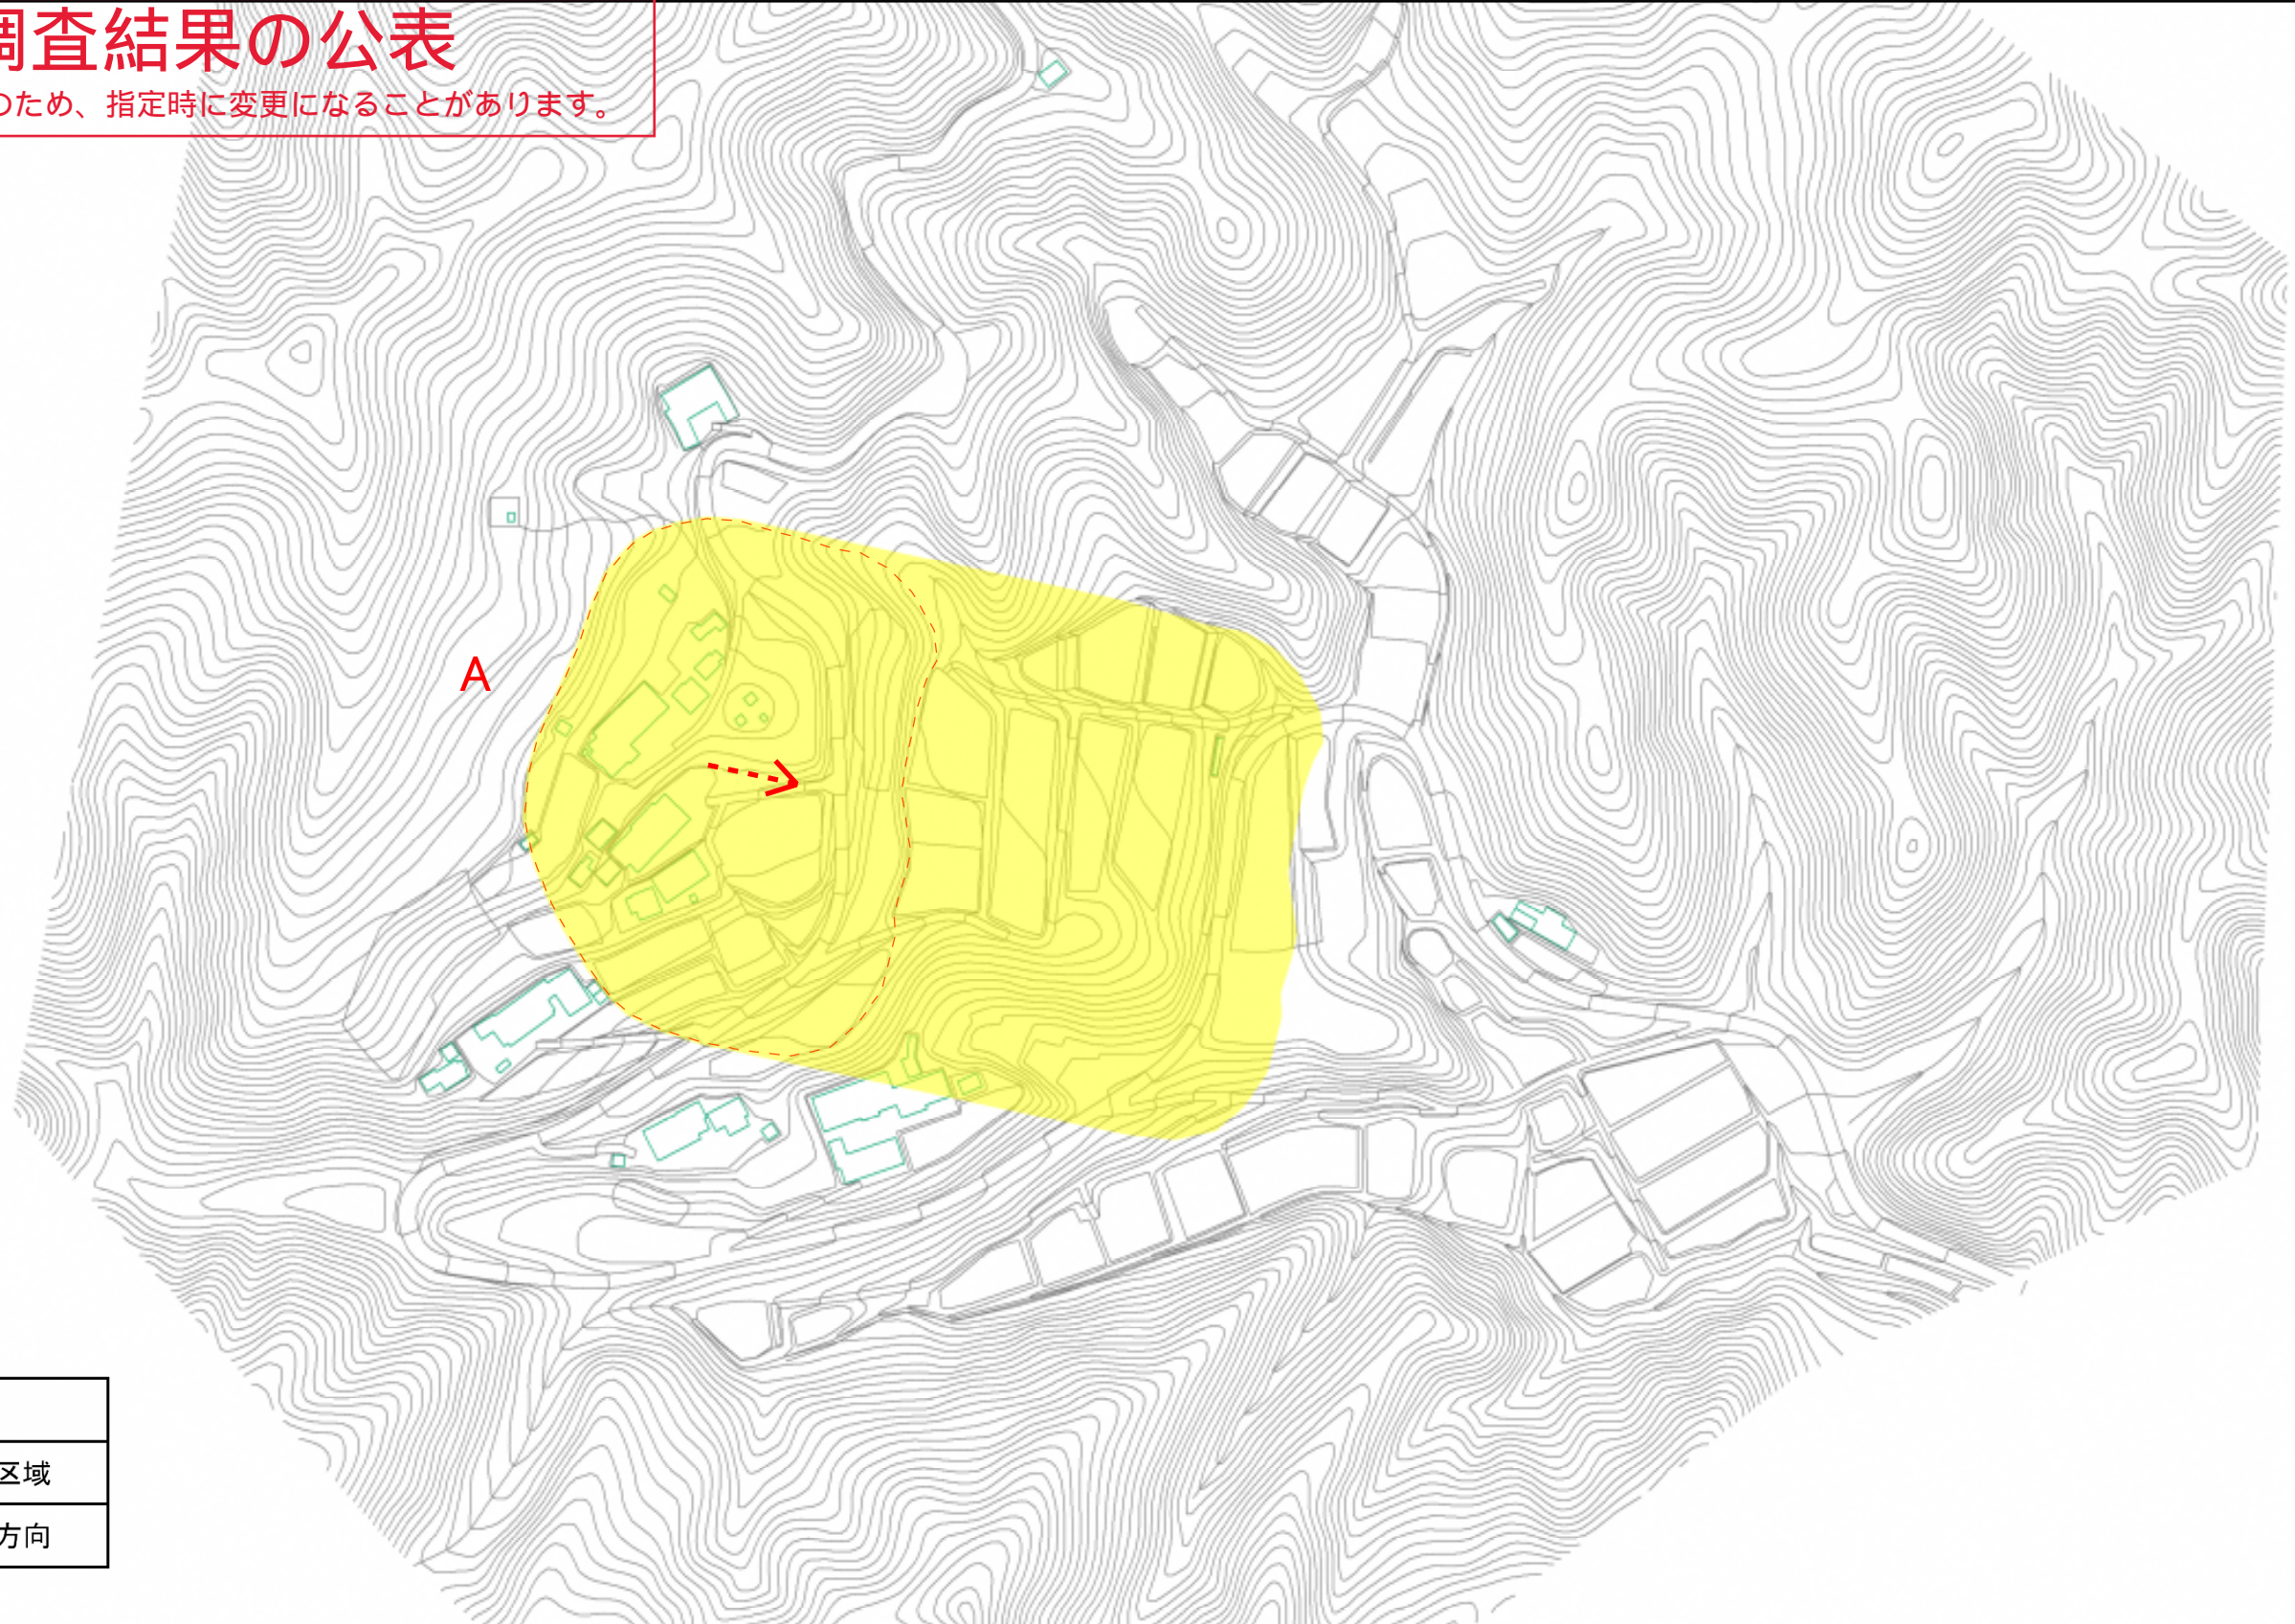 調査結果の公表
のため、指定時に変更になることがあります。
A
区域
方向